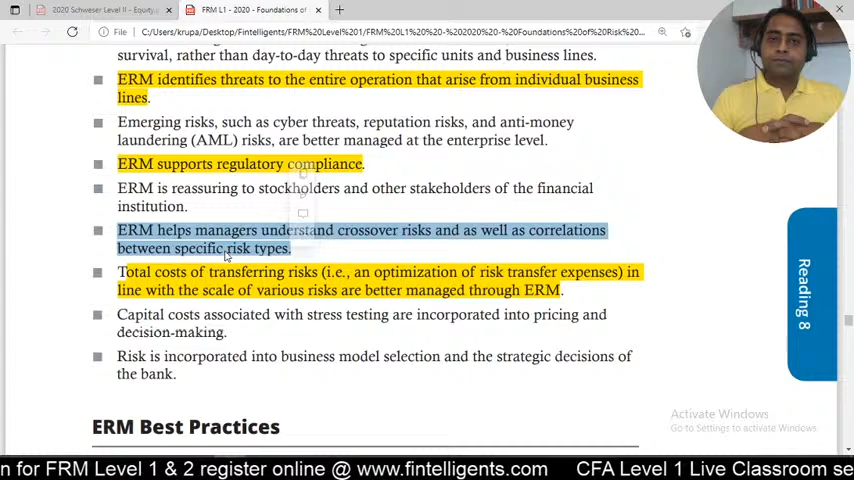 2020 Schweser Level II - Equity
FRM L1 - 2020 - Foundations of
File
C:/Users/krupa/Desktop/Fintelligents/FRM%20Level%201/FRM%20L1%20%20-%202020%20-%20Foundations%20of%20Risk%20...
survival, rather than day-to-day threats to specific units and business lines.
ERM identifies threats to the entire operation that arise from individual business
lines.
Emerging risks, such as cyber threats, reputation risks, and anti-money
laundering (AML) risks, are better managed at the enterprise level.
ERM supports regulatory compliance.
ERM is reassuring to stockholders and other stakeholders of the financial
institution.
ERM helps managers understand crossover risks and as well as correlations
between specific risk types.
Total costs of transferring risks (i.e., an optimization of risk transfer expenses) in
line with the scale of various risks are better managed through ERM.
Capital costs associated with stress testing are incorporated into pricing and
decision-making.
Risk is incorporated into business model selection and the strategic decisions of
the bank.
Reading 8
ERM Best Practices
Activate Windows
Go to Settings to activate Windows.
n for FRM Level 1 & 2 register online @ www.fintelligents.com CFA Level 1 Live Classroom se